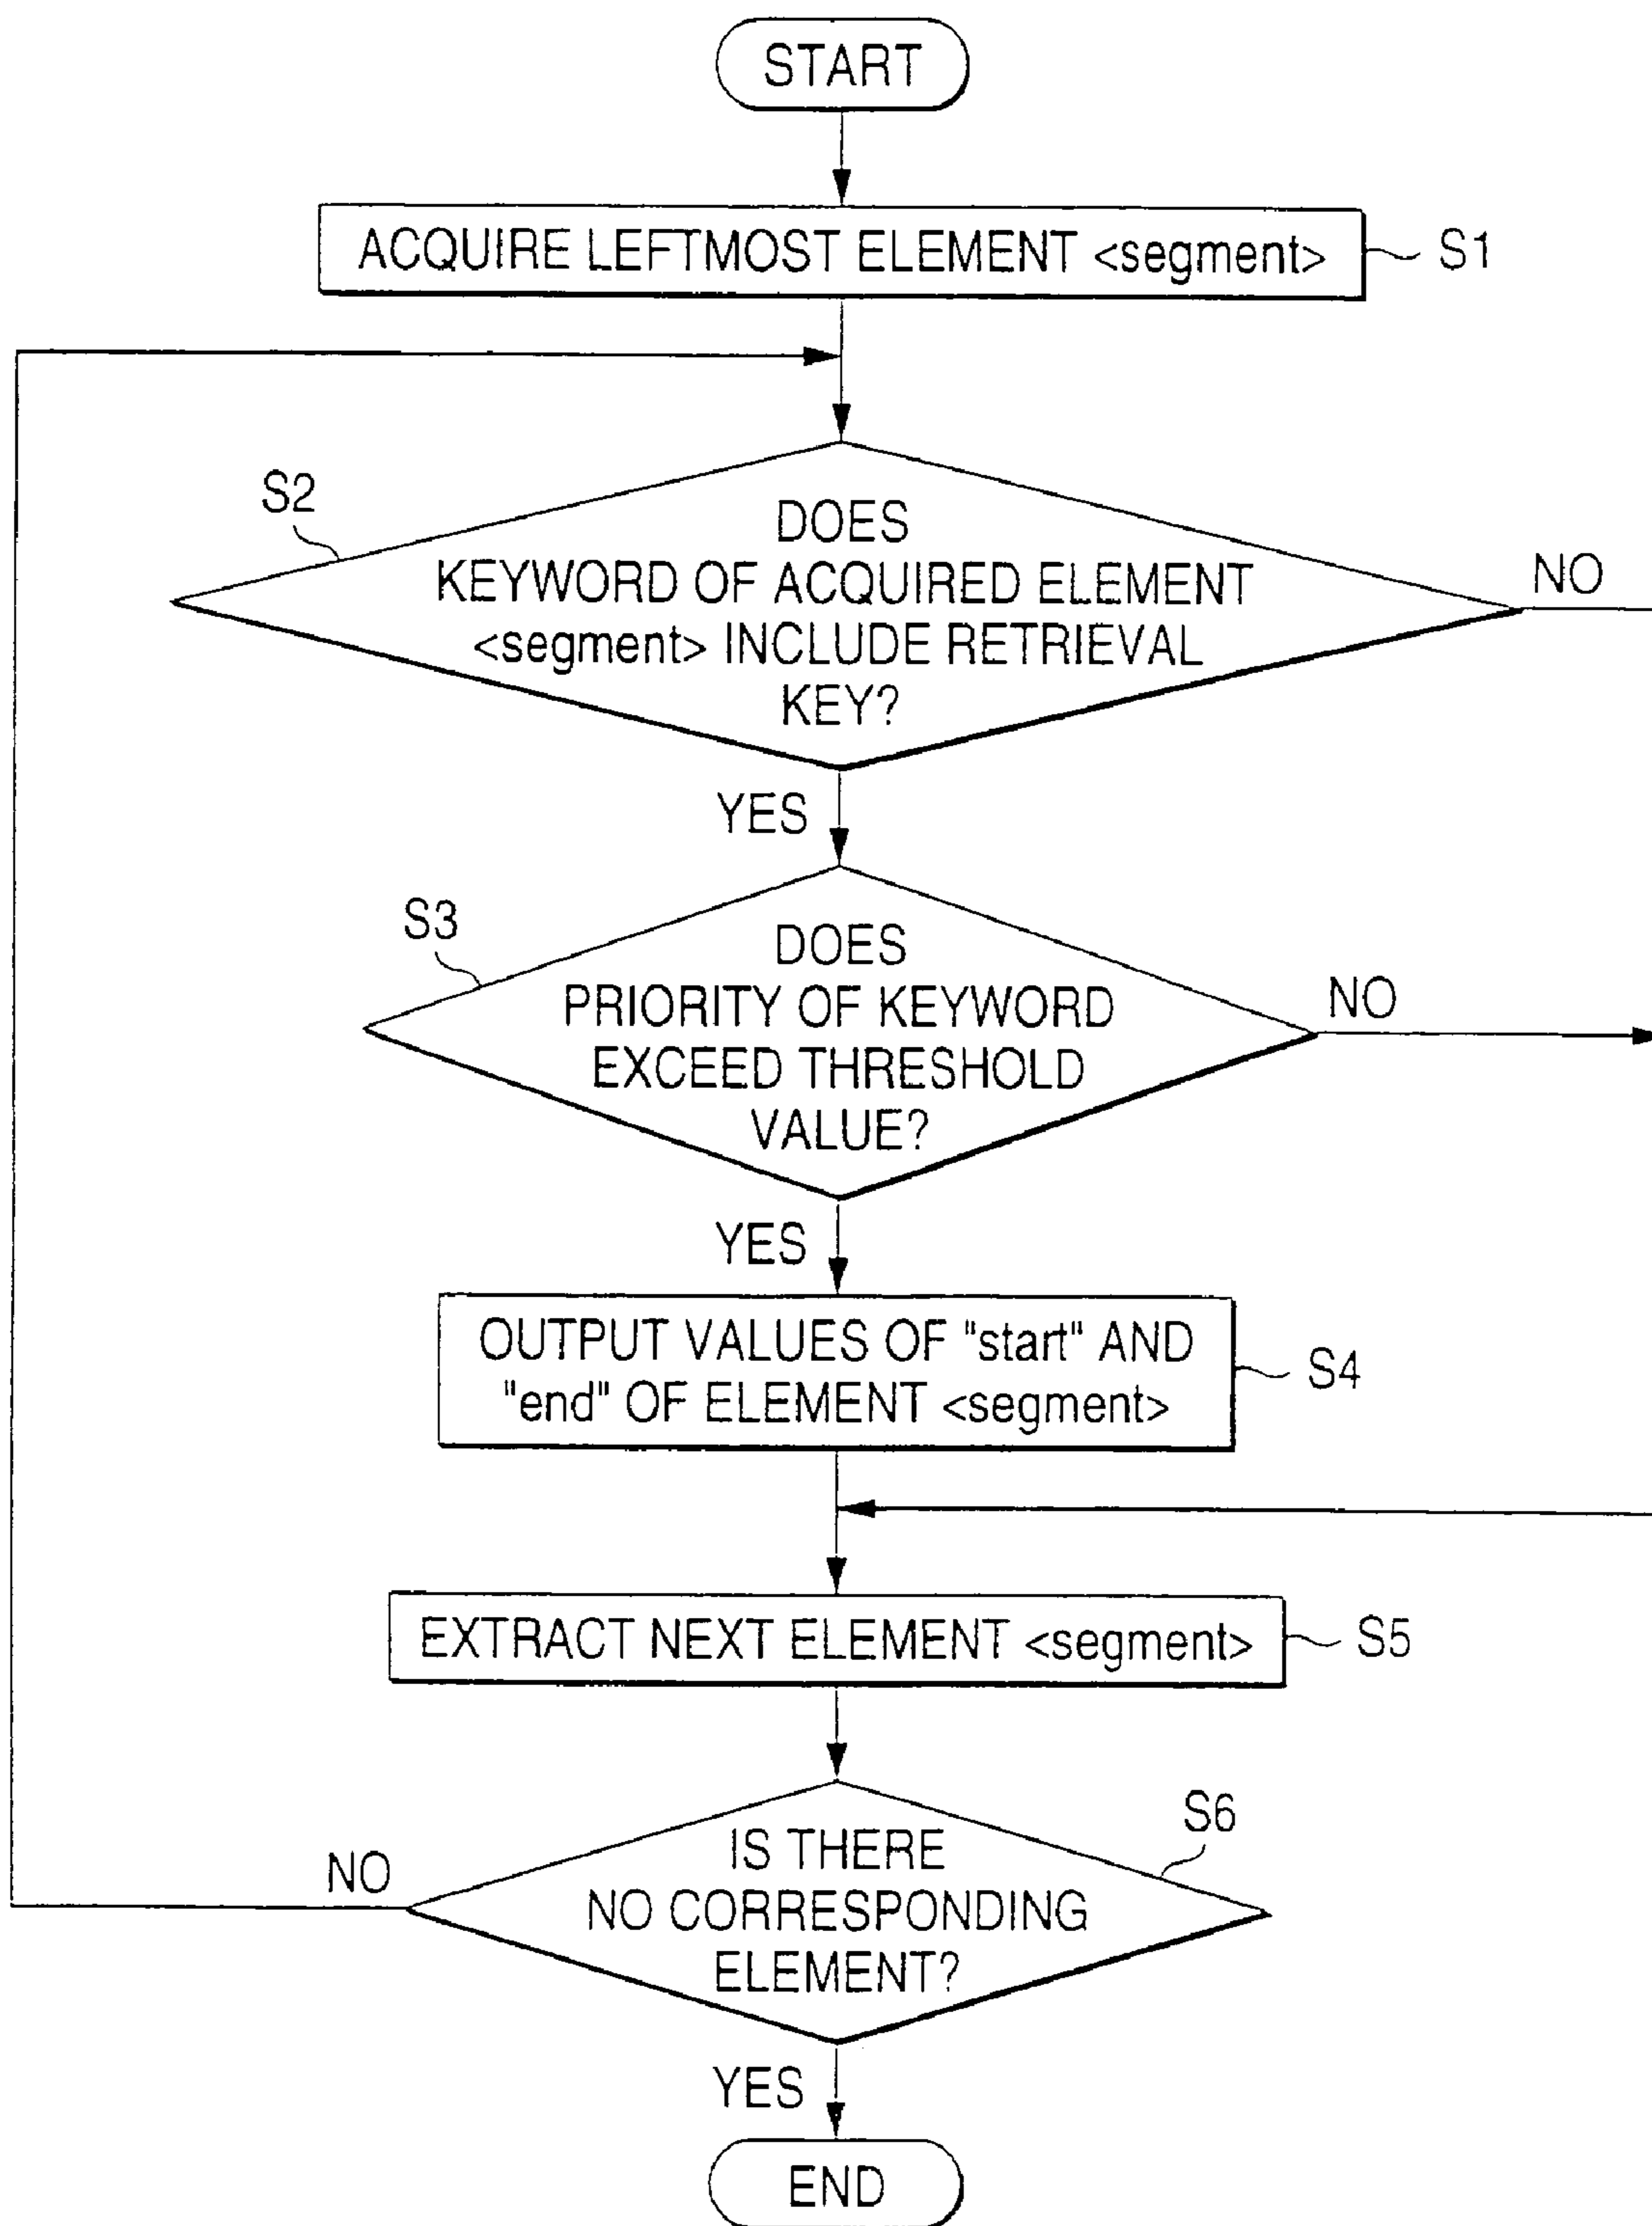 START
ACQUIRE LEFTMOST ELEMENT <segment>
S1
S2
DOES
KEYWORD OF ACQUIRED ELEMENT
<segment> INCLUDE RETRIEVAL
KEY?
NO
YES
S3
DOES
PRIORITY OF KEYWORD
EXCEED THRESHOLD
VALUE?
NO
YES
OUTPUT VALUES OF "start" AND
"end" OF ELEMENT <segment>
S4
EXTRACT NEXT ELEMENT <segment>
S5
S6
IS THERE
NO CORRESPONDING
ELEMENT?
NO
YES
END